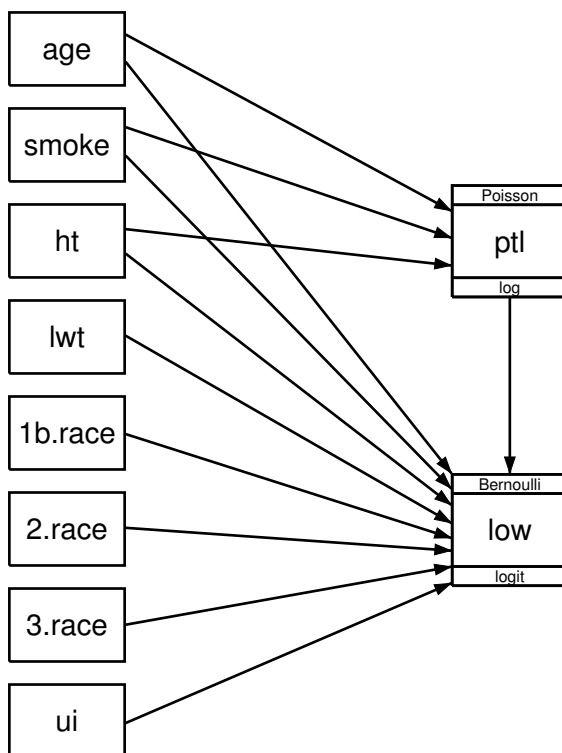 age
smoke
ht
lwt
1b.race
2.race
3.race
ui
Poisson
ptl
log
Bernoulli
low
logit